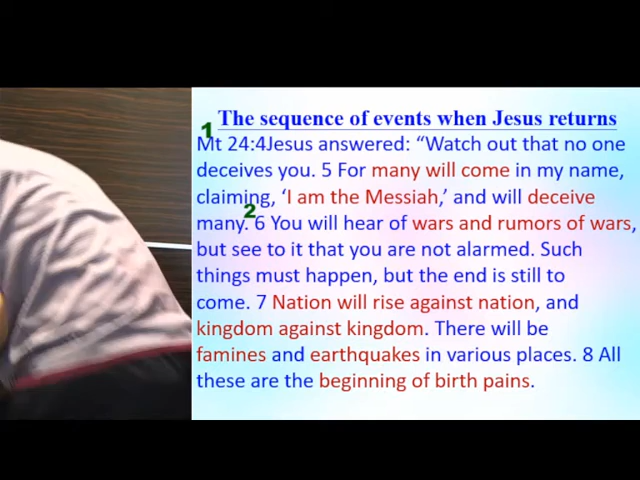 The sequence of events when Jesus returns
1
Mt 24:4Jesus answered: “Watch out that no one
deceives you. 5 For many will come in my name,
claiming, ‘I am the Messiah,’ and will deceive
2
many. 6 You will hear of wars and rumors of wars,
but see to it that you are not alarmed. Such
things must happen, but the end is still to
come. 7 Nation will rise against nation, and
kingdom against kingdom. There will be
famines and earthquakes in various places. 8 All
these are the beginning of birth pains.